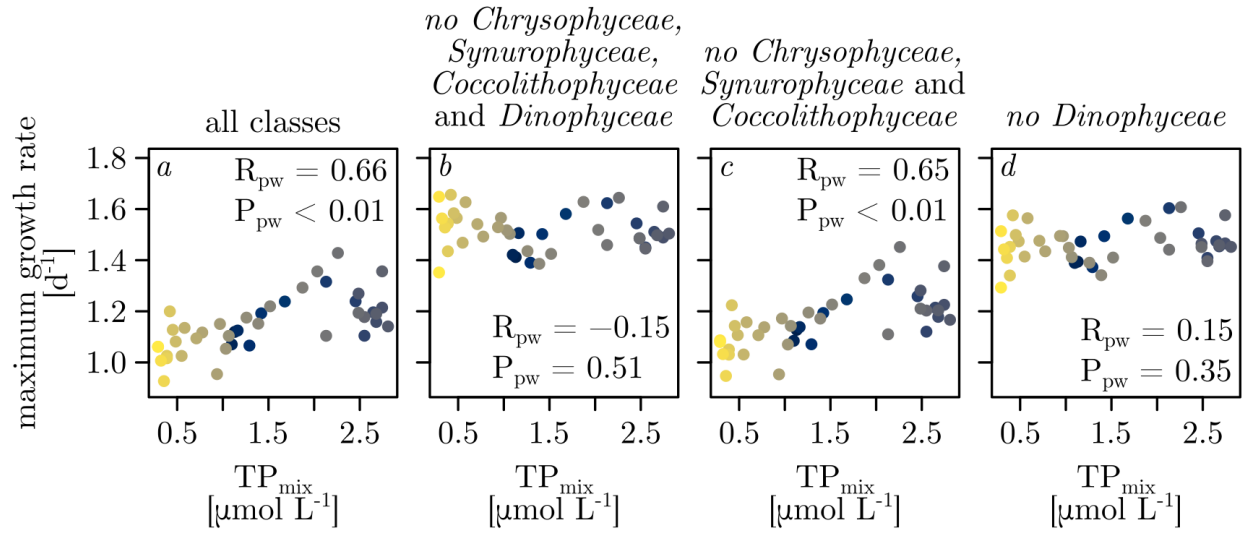 all classes
no Chrysophyceae,
Synurophyceae,
Coccolithophyceae
and Dinophyceae
no Chrysophyceae,
Synurophyceae and
Coccolithophyceae
no Dinophyceae
maximum growth rate
[d-1]
1.8
1.6
1.4
1.2
1.0
a
Rpw = 0.66
Ppw < 0.01
b
Rpw = −0.15
Ppw = 0.51
c
Rpw = 0.65
Ppw < 0.01
d
Rpw = 0.15
Ppw = 0.35
0.5 1.5 2.5
0.5 1.5 2.5
0.5 1.5 2.5
0.5 1.5 2.5
TPmix
[µmol L-1]
TPmix
[µmol L-1]
TPmix
[µmol L-1]
TPmix
[µmol L-1]